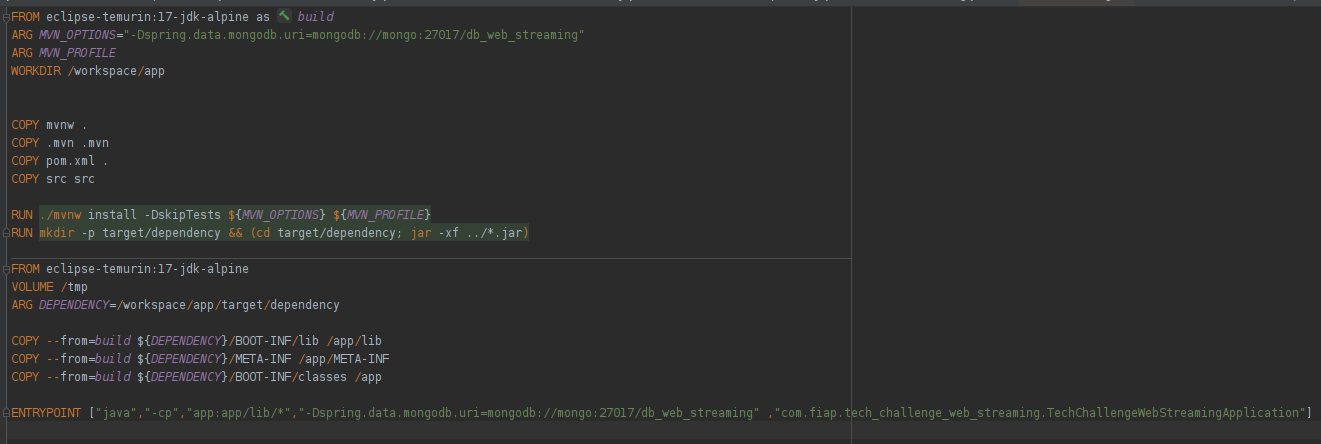 FROM eclipse-temurin:17-jdk-alpine as build
ARG MVN_OPTIONS="-Dspring.data.mongodb.uri=mongodb://mongo:27017/db_web_streaming"
ARG MVN_PROFILE
WORKDIR /workspace/app
COPY mvnw .
COPY .mvn .mvn
COPY pom.xml .
COPY src src
RUN ./mvnw install -DskipTests ${MVN_OPTIONS} ${MVN_PROFILE}
RUN mkdir -p target/dependency && (cd target/dependency; jar -xf ../*.jar)
FROM eclipse-temurin:17-jdk-alpine
VOLUME /tmp
ARG DEPENDENCY=/workspace/app/target/dependency
COPY --from=build ${DEPENDENCY}/BOOT-INF/lib /app/lib
COPY --from=build ${DEPENDENCY}/META-INF /app/META-INF
COPY --from=build ${DEPENDENCY}/BOOT-INF/classes /app
ENTRYPOINT ["java","-cp","app:app/lib/*","-Dspring.data.mongodb.uri=mongodb://mongo:27017/db_web_streaming" ,"com.fiap.tech_challenge_web_streaming.TechChallengeWebStreamingApplication"]